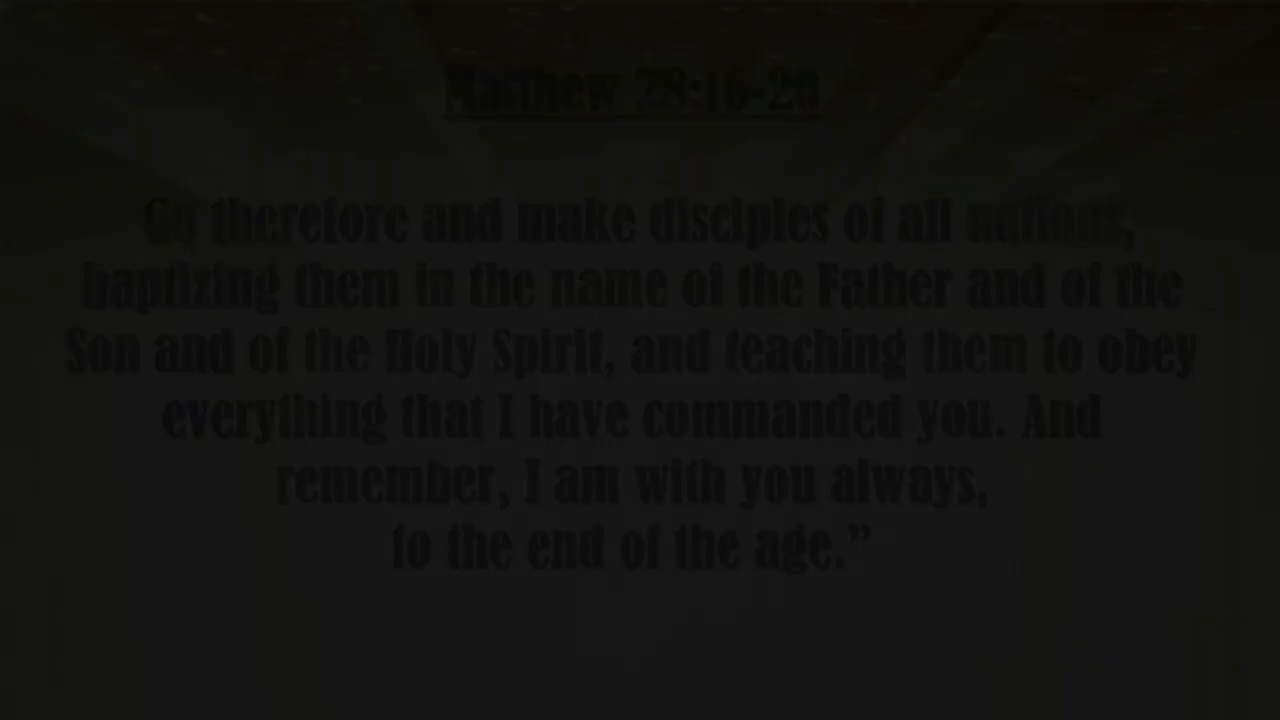 Matthew 28:16-20
Go therefore and make disciples of all nations,
baptizing them in the name of the Father and of the
Son and of the Holy Spirit, and teaching them to obey
everything that I have commanded you. And
remember, I am with you always,
to the end of the age.”